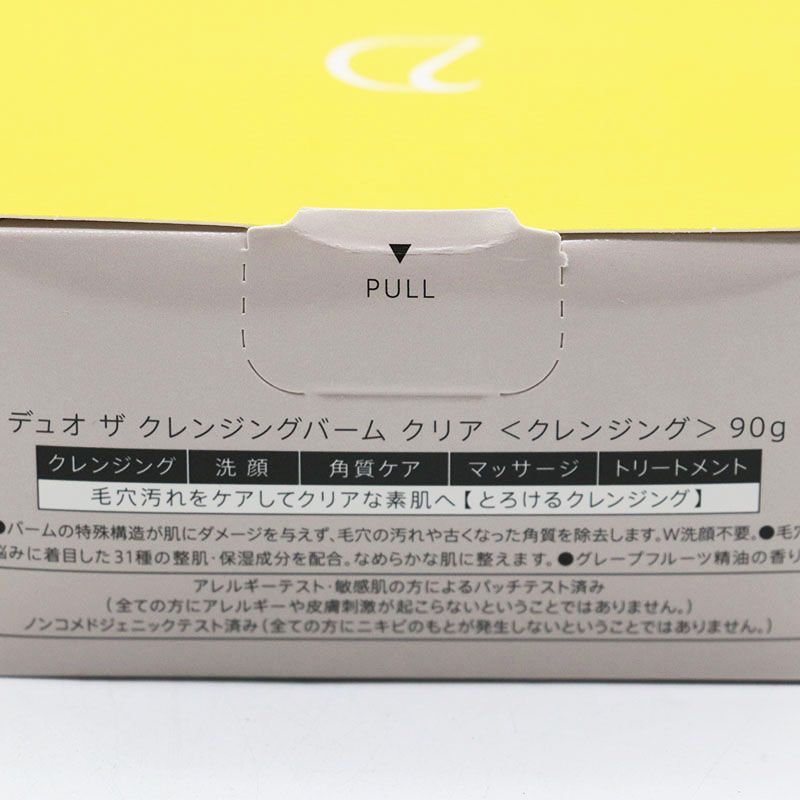 PULL
デュオ ザ クレンジングバーム クリア ＜クレンジング＞ 90g
クレンジング 洗顔 角質ケア マッサージ トリートメント
毛穴汚れをケアしてクリアな素肌へ【とろけるクレンジング】
●バームの特殊構造が肌にダメージを与えず、毛穴の汚れや古くなった角質を除去します。W洗顔不要。●毛穴
悩みに着目した31種の整肌・保湿成分を配合。なめらかな肌に整えます。●グレープフルーツ精油の香り
アレルギーテスト・敏感肌の方によるパッチテスト済み
（全ての方にアレルギーや皮膚刺激が起こらないということではありません。）
ノンコメドジェニックテスト済み（全ての方にニキビのもとが発生しないということではありません。）